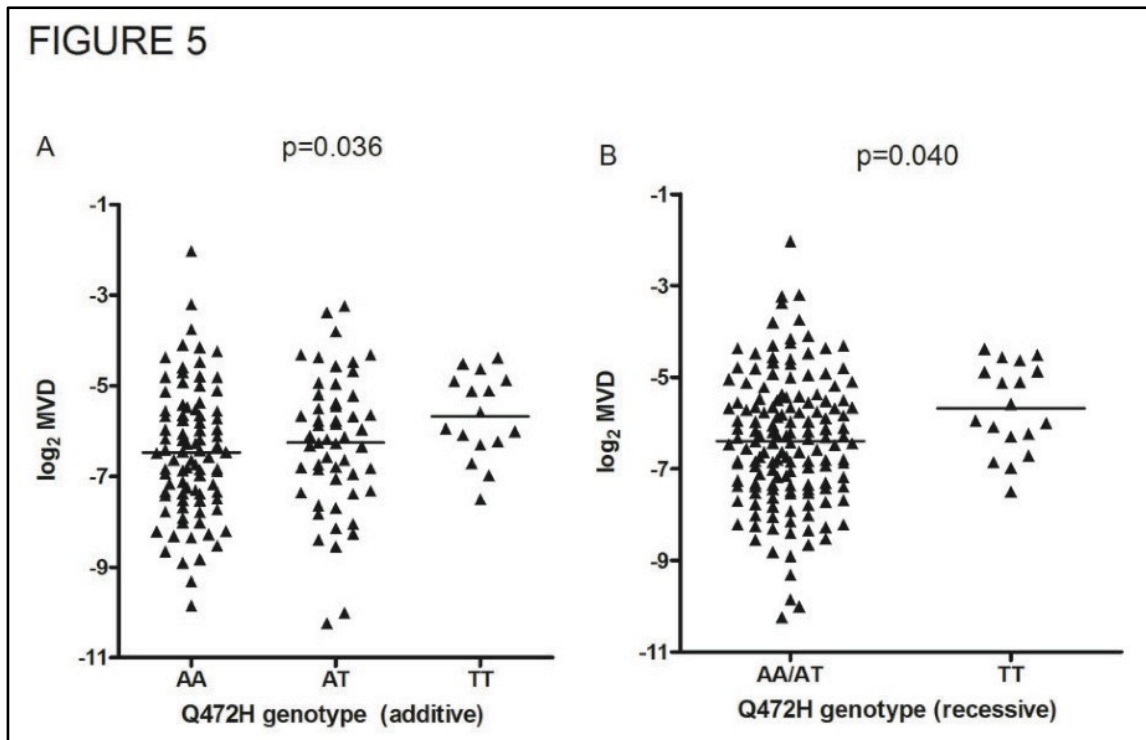 FIGURE 5
A
p=0.036
-1
-3
-5
-7
-9
-11
log₂ MVD
AA AT TT
Q472H genotype (additive)
B
p=0.040
-1
-3
-5
-7
-9
-11
log₂ MVD
AA/AT TT
Q472H genotype (recessive)